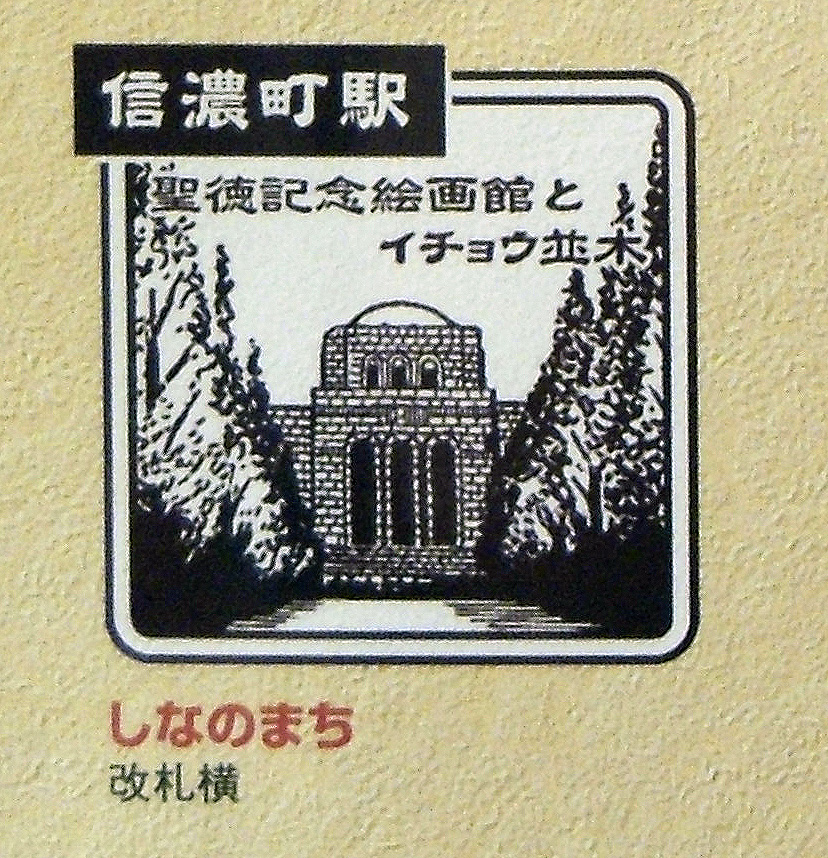 信濃町駅
聖徳記念絵画館と
イチョウ並木
しなのまち
改札横